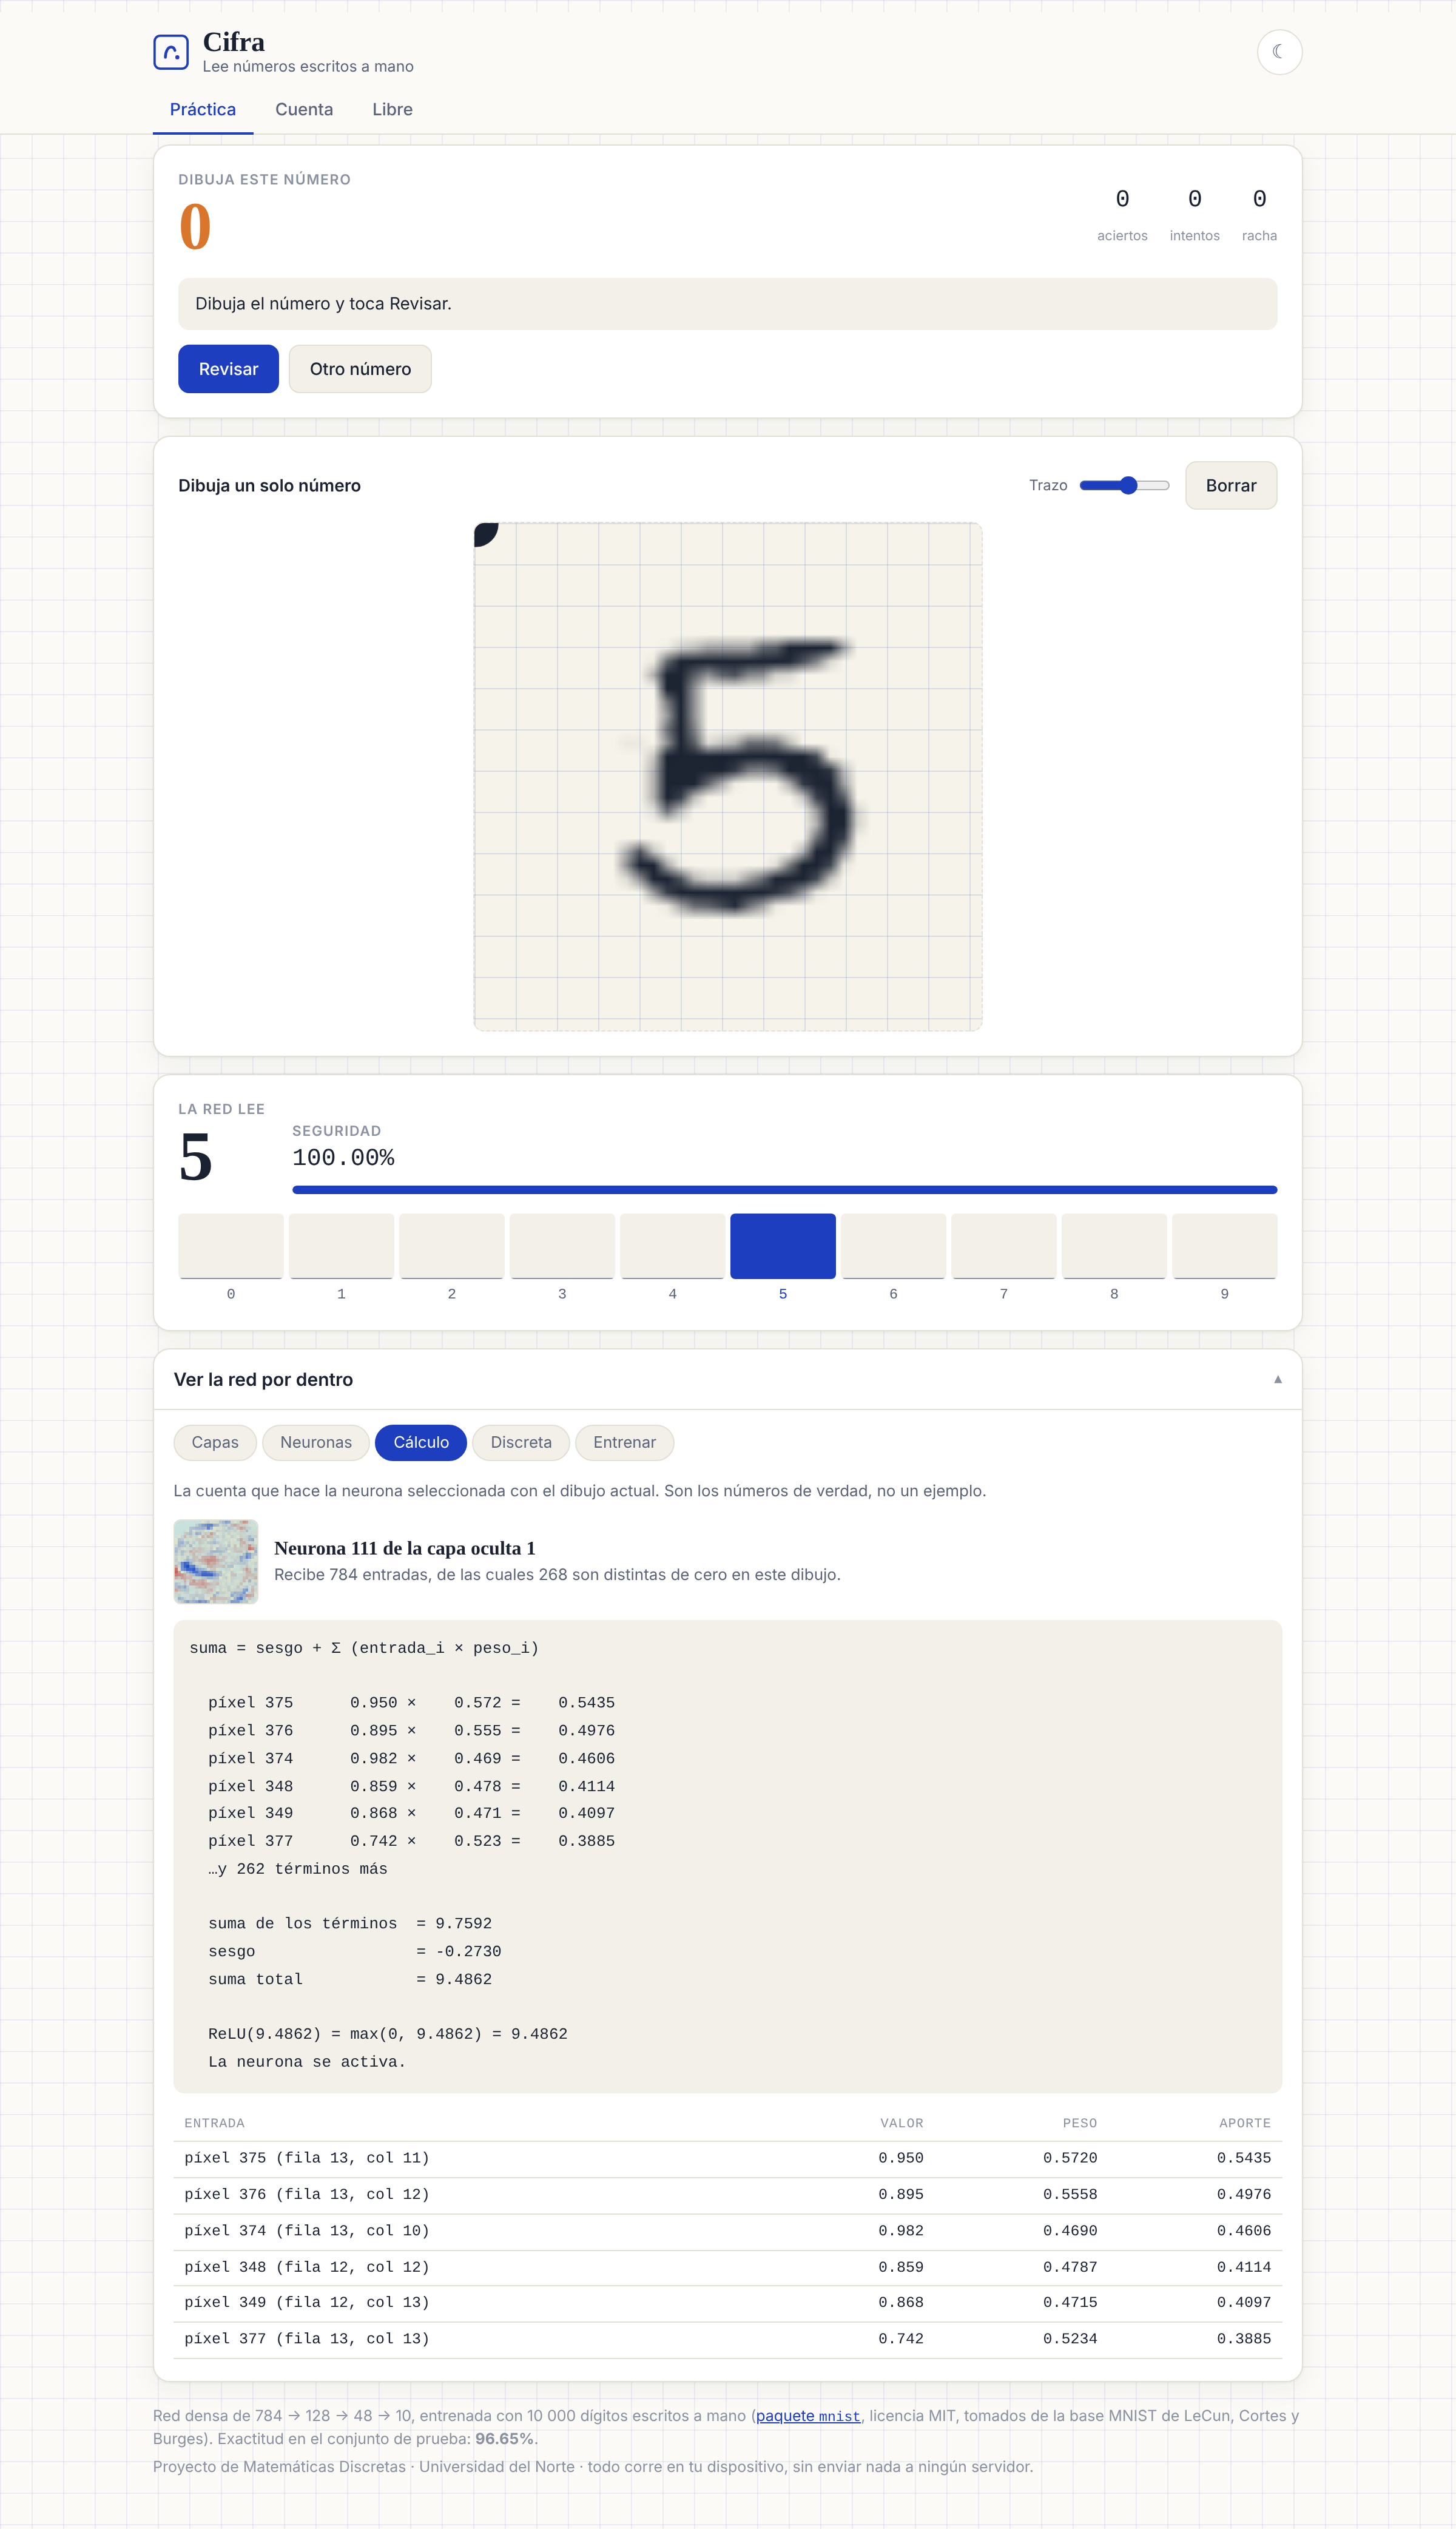 Cifra
Lee números escritos a mano
☾
Práctica Cuenta Libre
DIBUJA ESTE NÚMERO
0
0 0 0
aciertos intentos racha
Dibuja el número y toca Revisar.
Revisar Otro número
Dibuja un solo número
Trazo Borrar
5
LA RED LEE
5
SEGURIDAD
100.00%
0 1 2 3 4 5 6 7 8 9
Ver la red por dentro ▲
Capas Neuronas Cálculo Discreta Entrenar
La cuenta que hace la neurona seleccionada con el dibujo actual. Son los números de verdad, no un ejemplo.
Neurona 111 de la capa oculta 1
Recibe 784 entradas, de las cuales 268 son distintas de cero en este dibujo.
suma = sesgo + Σ (entrada_i × peso_i)
píxel 375 0.950 × 0.572 = 0.5435
píxel 376 0.895 × 0.555 = 0.4976
píxel 374 0.982 × 0.469 = 0.4606
píxel 348 0.859 × 0.478 = 0.4114
píxel 349 0.868 × 0.471 = 0.4097
píxel 377 0.742 × 0.523 = 0.3885
…y 262 términos más
suma de los términos = 9.7592
sesgo = -0.2730
suma total = 9.4862
ReLU(9.4862) = max(0, 9.4862) = 9.4862
La neurona se activa.
ENTRADA VALOR PESO APORTE
píxel 375 (fila 13, col 11) 0.950 0.5720 0.5435
píxel 376 (fila 13, col 12) 0.895 0.5558 0.4976
píxel 374 (fila 13, col 10) 0.982 0.4690 0.4606
píxel 348 (fila 12, col 12) 0.859 0.4787 0.4114
píxel 349 (fila 12, col 13) 0.868 0.4715 0.4097
píxel 377 (fila 13, col 13) 0.742 0.5234 0.3885
Red densa de 784 → 128 → 48 → 10, entrenada con 10 000 dígitos escritos a mano (paquete mnist, licencia MIT, tomados de la base MNIST de LeCun, Cortes y
Burges). Exactitud en el conjunto de prueba: 96.65%.
Proyecto de Matemáticas Discretas · Universidad del Norte · todo corre en tu dispositivo, sin enviar nada a ningún servidor.